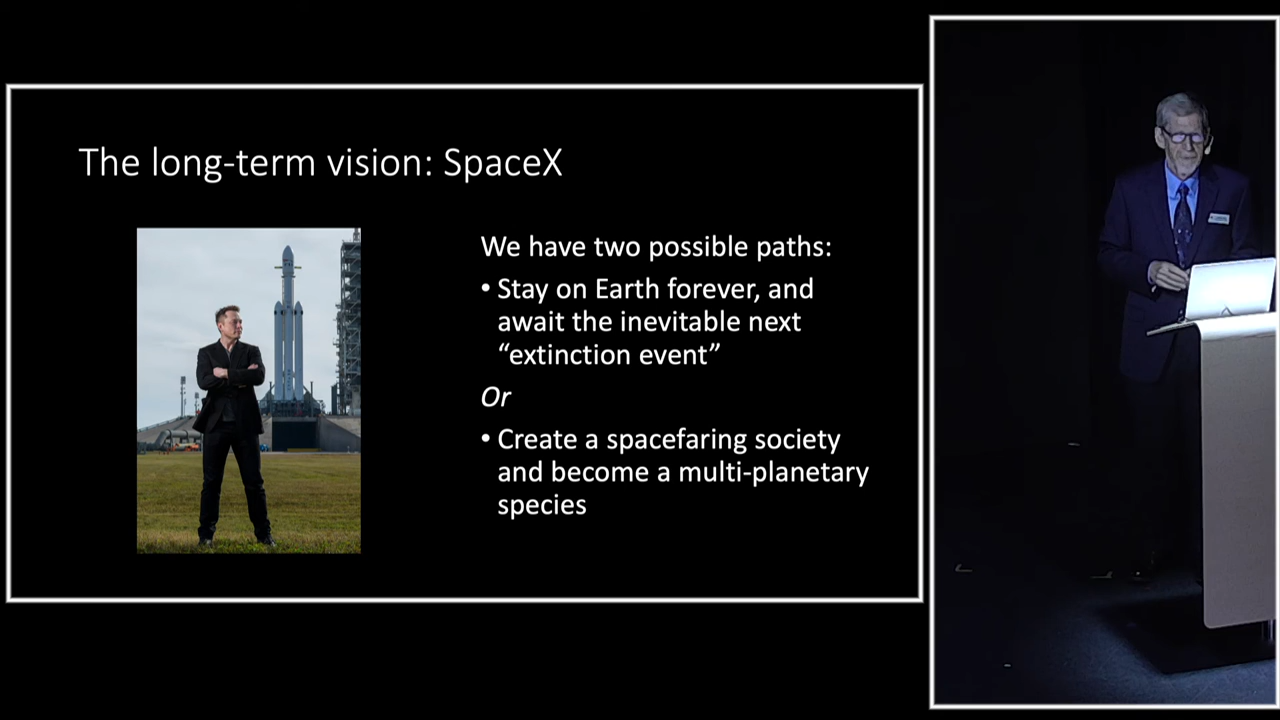 The long-term vision: SpaceX
We have two possible paths:
• Stay on Earth forever, and
await the inevitable next
“extinction event”
Or
• Create a spacefaring society
and become a multi-planetary
species